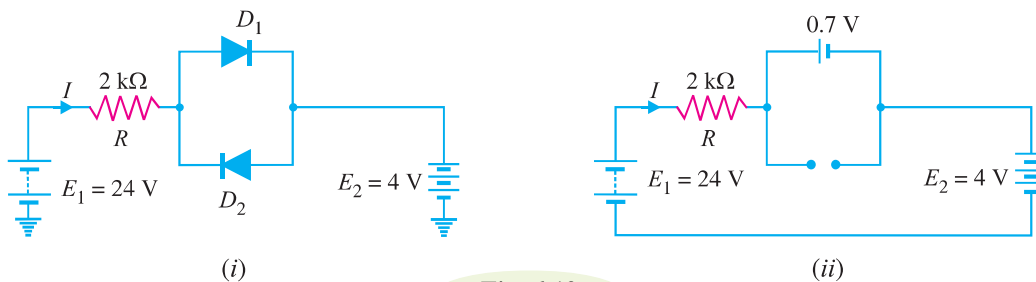 D1
I
2 kΩ
R
E1 = 24 V
D2
E2 = 4 V
(i)
0.7 V
I
2 kΩ
R
E1 = 24 V
E2 = 4 V
(ii)